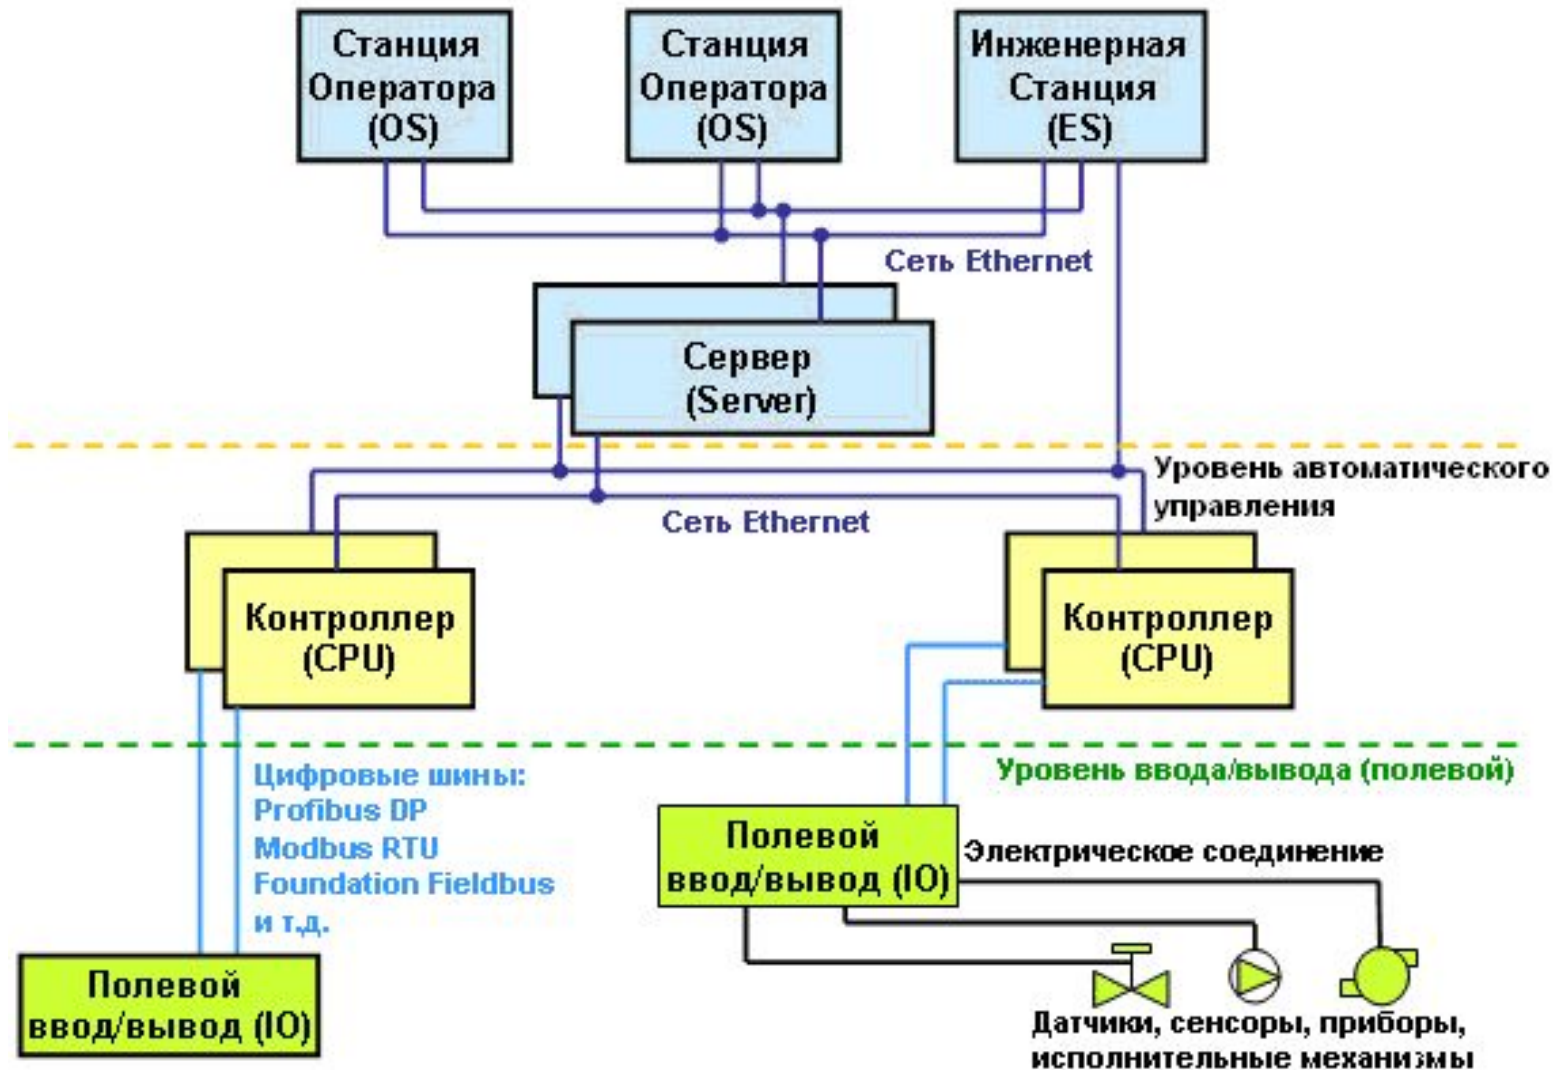 Станция
Оператора
(OS)
Станция
Оператора
(OS)
Инженерная
Станция
(ES)
Сеть Ethernet
Сервер
(Server)
Уровень автоматического
управления
Сеть Ethernet
Контроллер
(CPU)
Контроллер
(CPU)
Уровень ввода/вывода (полевой)
Цифровые шины:
Profibus DP
Modbus RTU
Foundation Fieldbus
и т.д.
Полевой
ввод/вывод (IO)
Электрическое соединение
Полевой
ввод/вывод (IO)
Датчики, сенсоры, приборы,
исполнительные механизмы